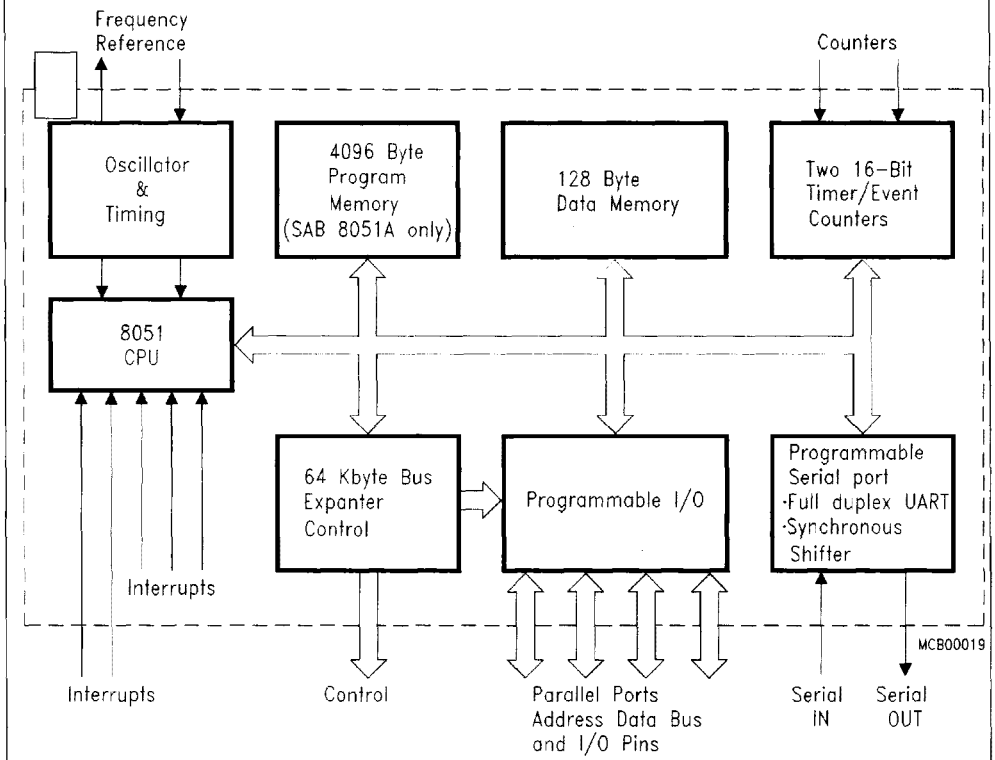 Frequency
Reference
Counters
Oscillator
&
Timing
4096 Byte
Program
Memory
(SAB 8051A only)
128 Byte
Data Memory
Two 16-Bit
Timer/Event
Counters
8051
CPU
64 Kbyte Bus
Expanter
Control
Programmable I/O
Programmable
Serial port
·Full duplex UART
·Synchronous
Shifter
Interrupts
MCB00019
Interrupts
Control
Parallel Ports
Address Data Bus
and I/O Pins
Serial
IN
Serial
OUT